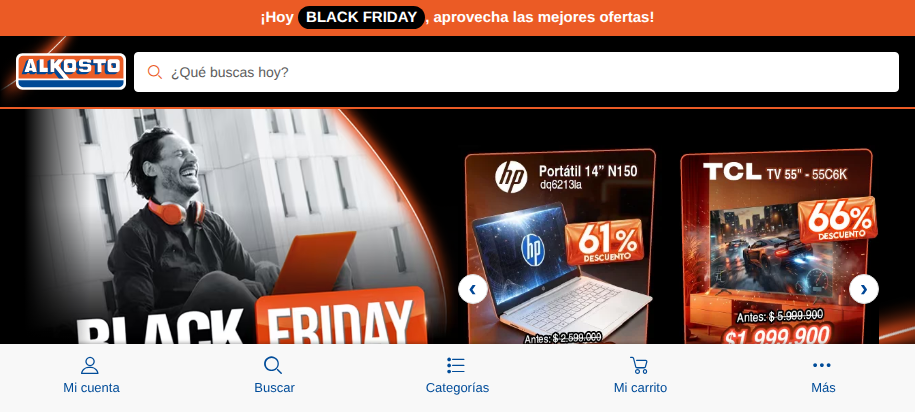 ¡Hoy BLACK FRIDAY, aprovecha las mejores ofertas!
ALKOSTO
¿Qué buscas hoy?
BLACK FRIDAY
hp Portátil 14" N150
dq6213la
hp
61%
DESCUENTO
Antes: $ 2.599.000
TCL TV 55" - 55C6K
66%
DESCUENTO
Antes: $ 5.999.900
$1.999.900
Mi cuenta
Buscar
Categorías
Mi carrito
Más